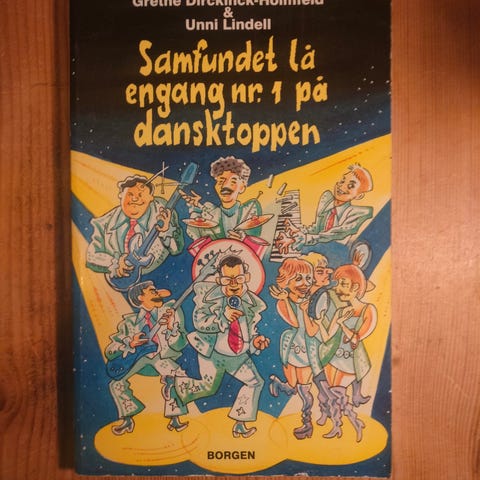 Grethe Dirckinck-Holmfeld
&
Unni Lindell
Samfundet lå
engang nr. 1 på
dansktoppen
BORGEN